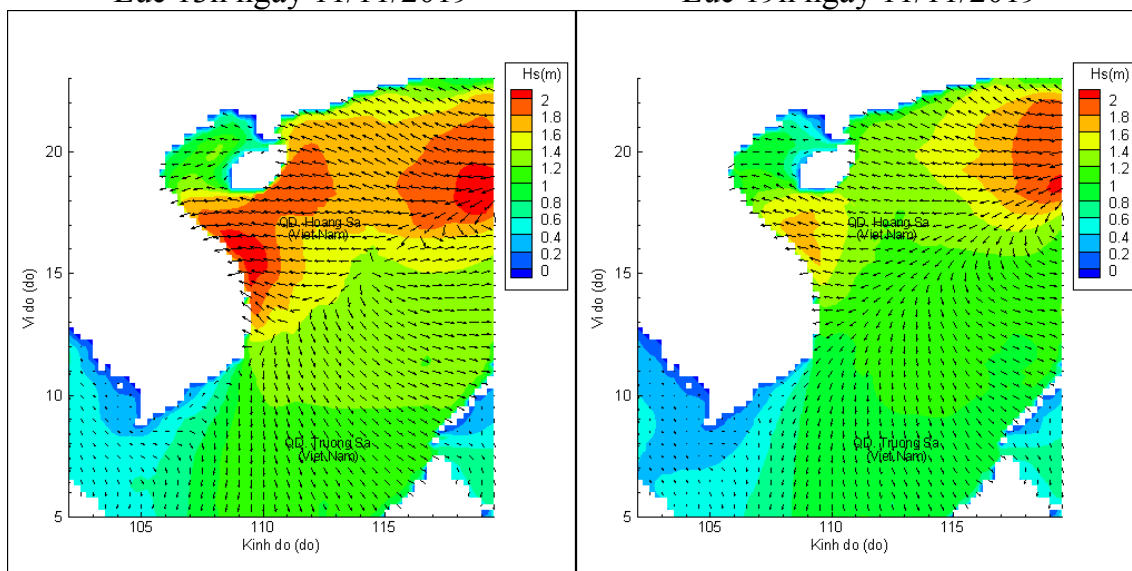 Lúc 13h ngày 11/11/2019
Hs(m)
2
1.8
1.6
1.4
1.2
1
0.8
0.6
0.4
0.2
0
20
15
10
5
Vi do (do)
QD. Hoang Sa
(Viet Nam)
QD. Truong Sa
(Viet Nam)
105
110
115
Kinh do (do)
Lúc 19h ngày 11/11/2019
Hs(m)
2
1.8
1.6
1.4
1.2
1
0.8
0.6
0.4
0.2
0
20
15
10
5
Vi do (do)
QD. Hoang Sa
(Viet Nam)
QD. Truong Sa
(Viet Nam)
105
110
115
Kinh do (do)